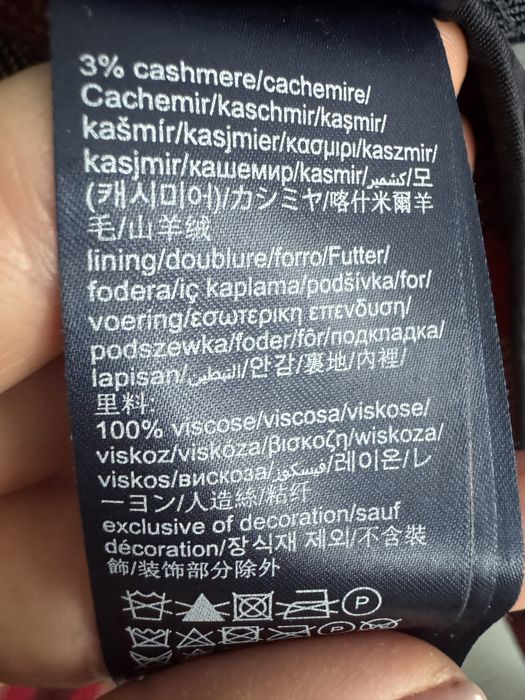 3% cashmere/cachemire/
Cachemir/kaschmir/kaşmir/
kašmír/kasjmier/κασμιρι/kaszmir/
kasjmir/кашемир/kasmir/كشمير/모
(캐시미어)/カシミヤ/喀什米爾羊
毛/山羊绒
lining/doublure/forro/Futter/
fodera/iç kaplama/podšívka/for/
voering/εσωτερικη επενδυση/
podszewka/foder/fôr/подкладка/
lapisan/التبطين/안감/裏地/內裡/
里料
100% viscose/viscosa/viskose/
viskoz/viskóza/βισκοζη/wiskoza/
viskos/вискоза/فيسكوز/레이온/レ
ーヨン/人造絲/粘纤
exclusive of decoration/sauf
décoration/장식재 제외/不含裝
飾/装饰部分除外
P
P